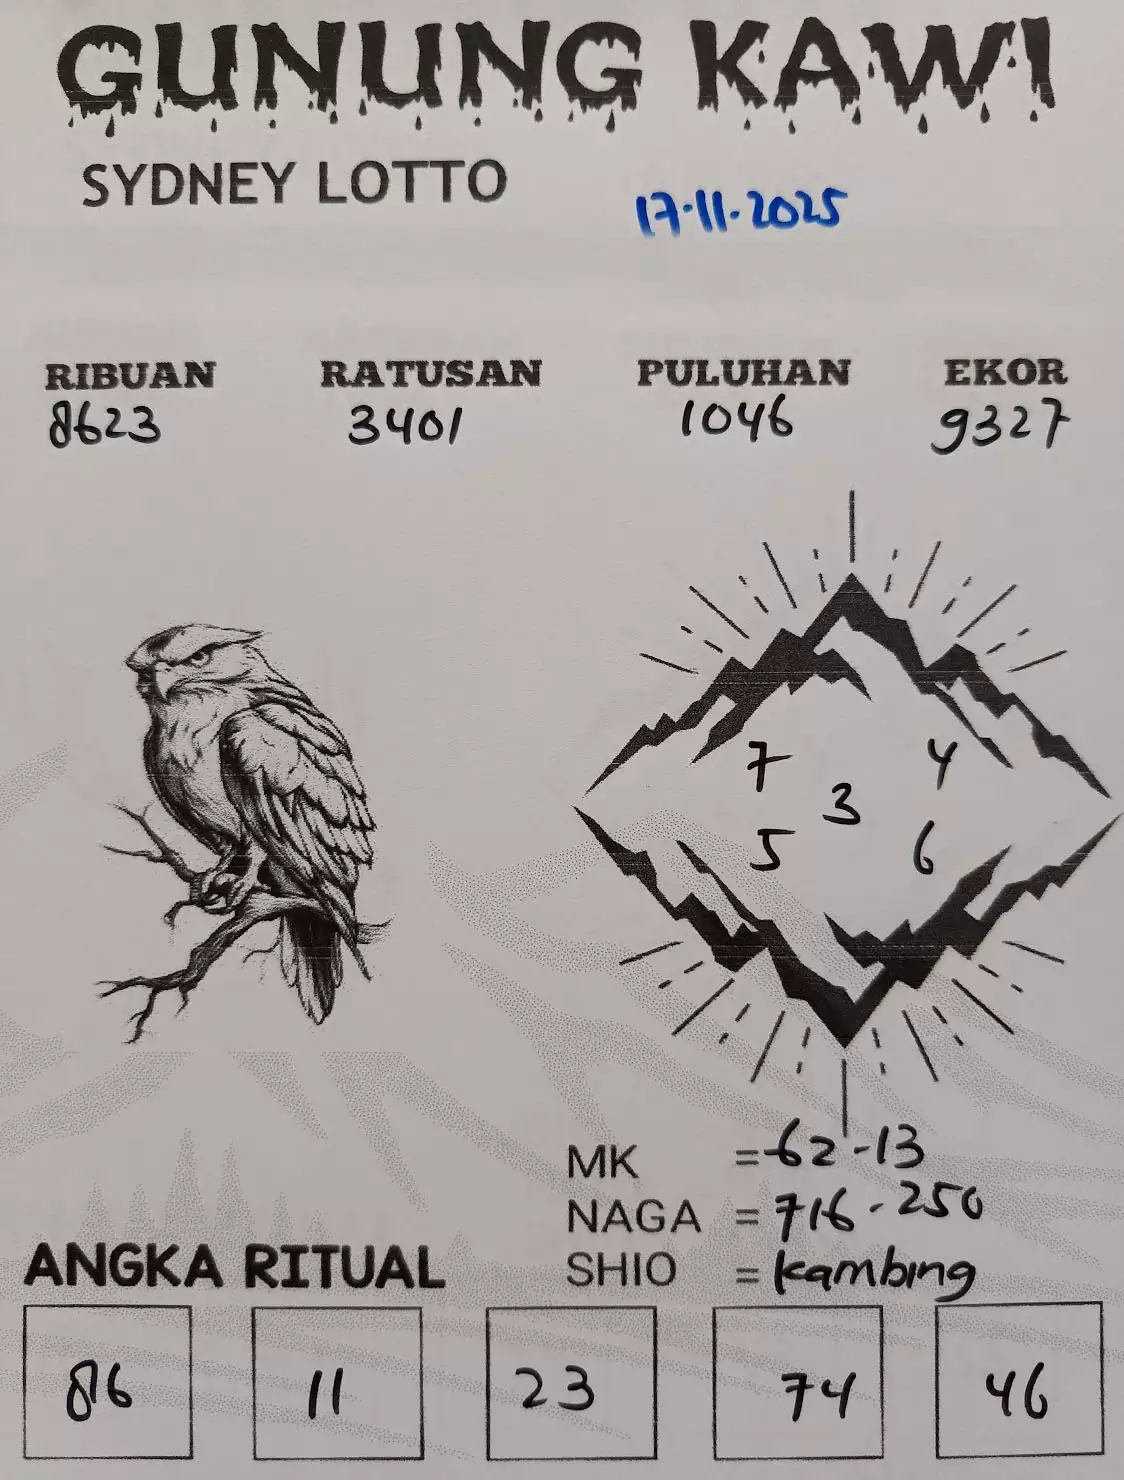 GUNUNG KAWI
SYDNEY LOTTO
17.11.2025
RIBUAN RATUSAN PULUHAN EKOR
8623 3401 1046 9327
7 4
3
5 6
MK = 62-13
NAGA = 716-250
SHIO = kambing
ANGKA RITUAL
86 11 23 74 46